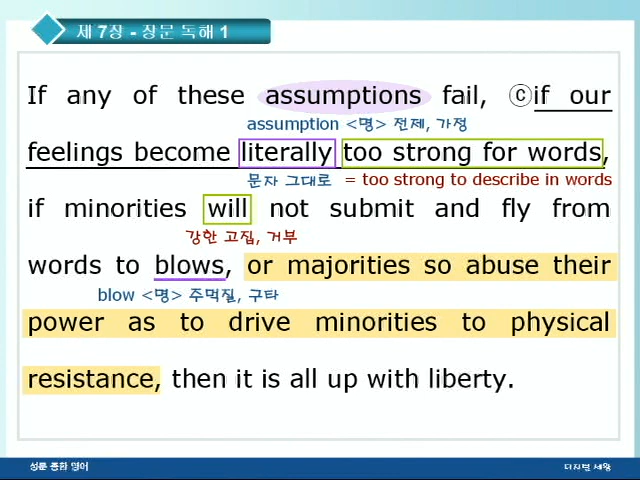 제 7장 - 장문 독해 1
If any of these assumptions fail, ⓒif our
assumption <명> 전제, 가정
feelings become literally too strong for words,
문자 그대로 = too strong to describe in words
if minorities will not submit and fly from
강한 고집, 거부
words to blows, or majorities so abuse their
blow <명> 주먹질, 구타
power as to drive minorities to physical
resistance, then it is all up with liberty.
성문 종합 영어
디지털 세움